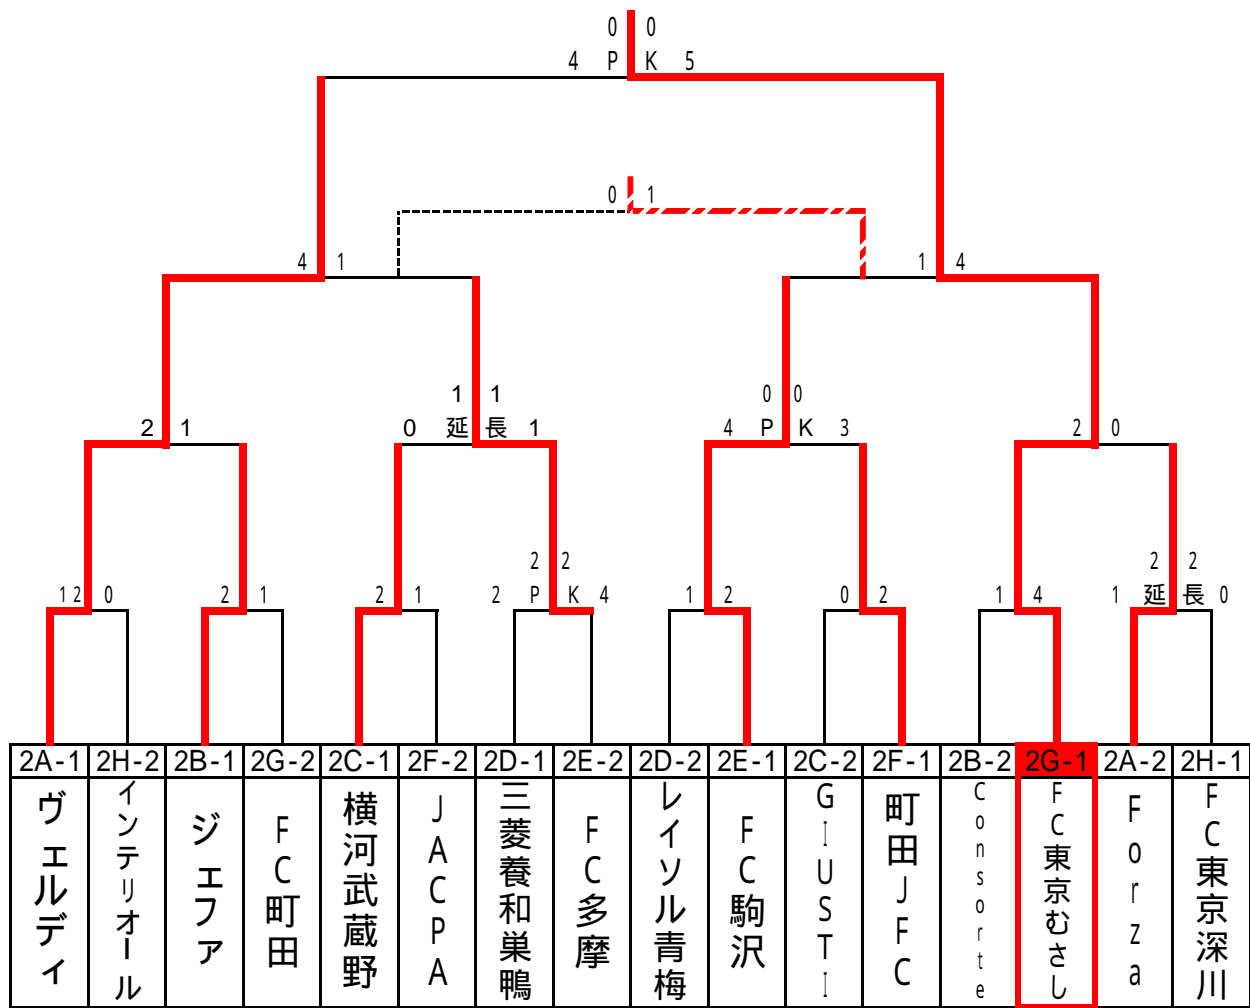 0 0
4 P K 5
0 1
4 1
1 4
1 1
0 0
2 1
0 延長 1
4 P K 3
2 0
2 2
2 2
12 0
2 1
2 1
2 P K 4
1 2
0 2
1 4
1 延長 0
2A-1 2H-2 2B-1 2G-2 2C-1 2F-2 2D-1 2E-2 2D-2 2E-1 2C-2 2F-1 2B-2 2G-1 2A-2 2H-1
ヴェルディ
インテリオール
ジェファ
FC町田
横河武蔵野
JACPA
三菱養和巣鴨
FC多摩
レイソル青梅
FC駒沢
GIUSTI
町田JFC
Consorte
FC東京むさし
Forza
FC東京深川